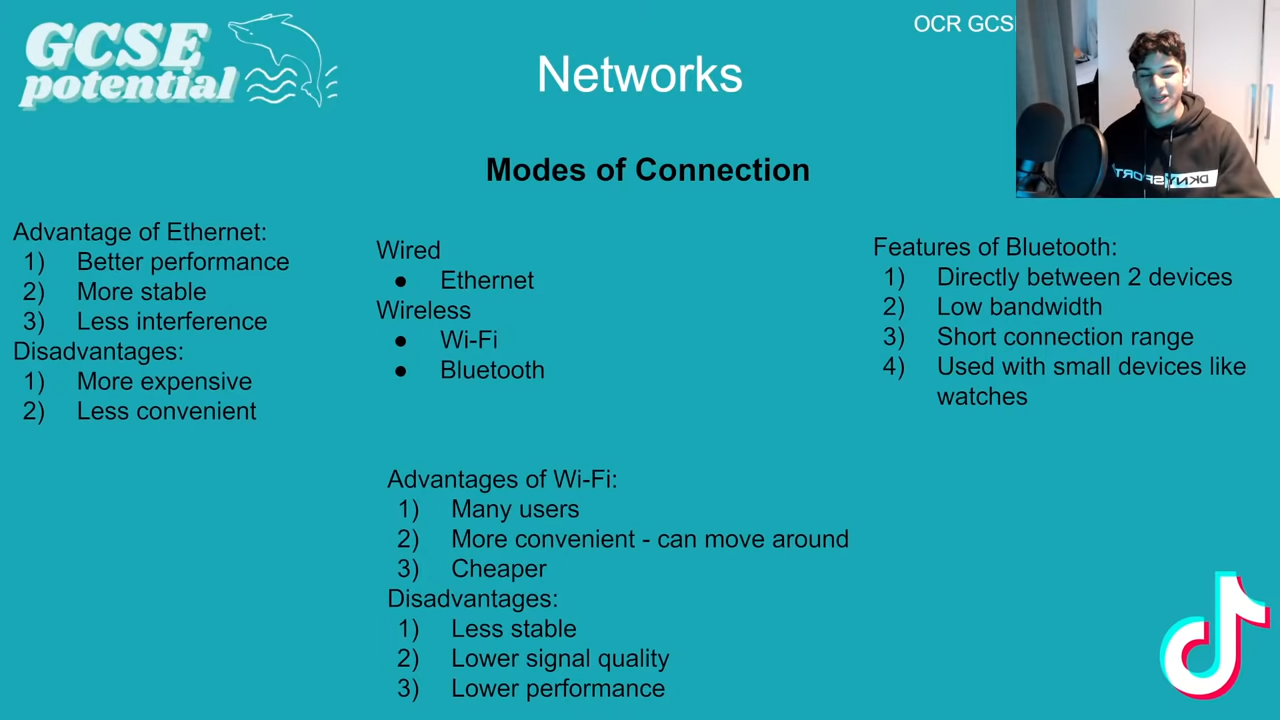 GCSE
potential
OCR GCS
Networks
Modes of Connection
Advantage of Ethernet:
1) Better performance
2) More stable
3) Less interference
Disadvantages:
1) More expensive
2) Less convenient
Wired
● Ethernet
Wireless
● Wi-Fi
● Bluetooth
Features of Bluetooth:
1) Directly between 2 devices
2) Low bandwidth
3) Short connection range
4) Used with small devices like
watches
Advantages of Wi-Fi:
1) Many users
2) More convenient - can move around
3) Cheaper
Disadvantages:
1) Less stable
2) Lower signal quality
3) Lower performance
DKNY SPORT